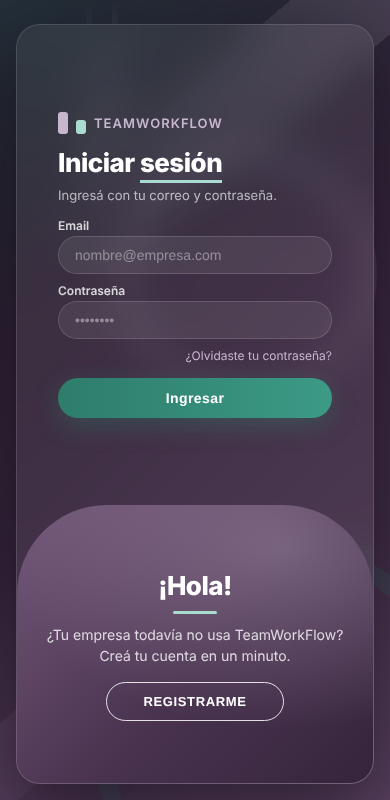 TEAMWORKFLOW
Iniciar sesión
Ingresá con tu correo y contraseña.
Email
nombre@empresa.com
Contraseña
••••••••
¿Olvidaste tu contraseña?
Ingresar
¡Hola!
¿Tu empresa todavía no usa TeamWorkFlow?
Creá tu cuenta en un minuto.
REGISTRARME